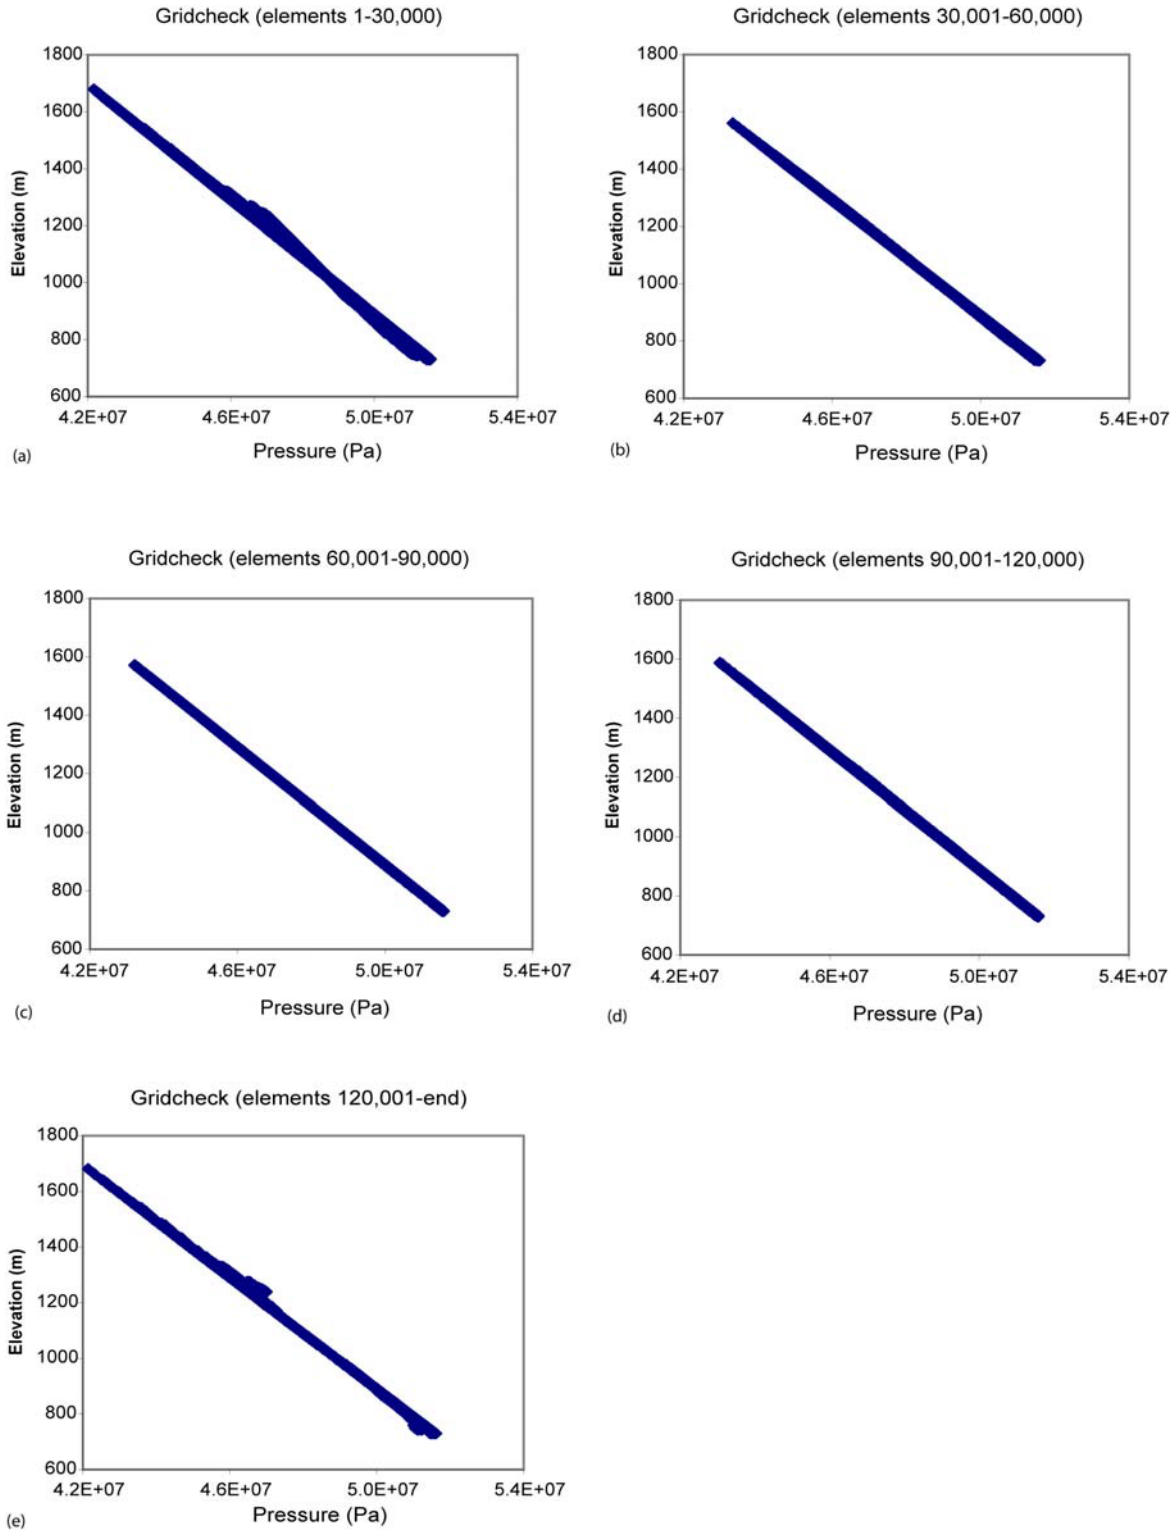 Gridcheck (elements 1-30,000)
1800
1600
1400
1200
1000
800
600
Elevation (m)
4.2E+07 4.6E+07 5.0E+07 5.4E+07
Pressure (Pa)
(a)
Gridcheck (elements 30,001-60,000)
1800
1600
1400
1200
1000
800
600
Elevation (m)
4.2E+07 4.6E+07 5.0E+07 5.4E+07
Pressure (Pa)
(b)
Gridcheck (elements 60,001-90,000)
1800
1600
1400
1200
1000
800
600
Elevation (m)
4.2E+07 4.6E+07 5.0E+07 5.4E+07
Pressure (Pa)
(c)
Gridcheck (elements 90,001-120,000)
1800
1600
1400
1200
1000
800
600
Elevation (m)
4.2E+07 4.6E+07 5.0E+07 5.4E+07
Pressure (Pa)
(d)
Gridcheck (elements 120,001-end)
1800
1600
1400
1200
1000
800
600
Elevation (m)
4.2E+07 4.6E+07 5.0E+07 5.4E+07
Pressure (Pa)
(e)